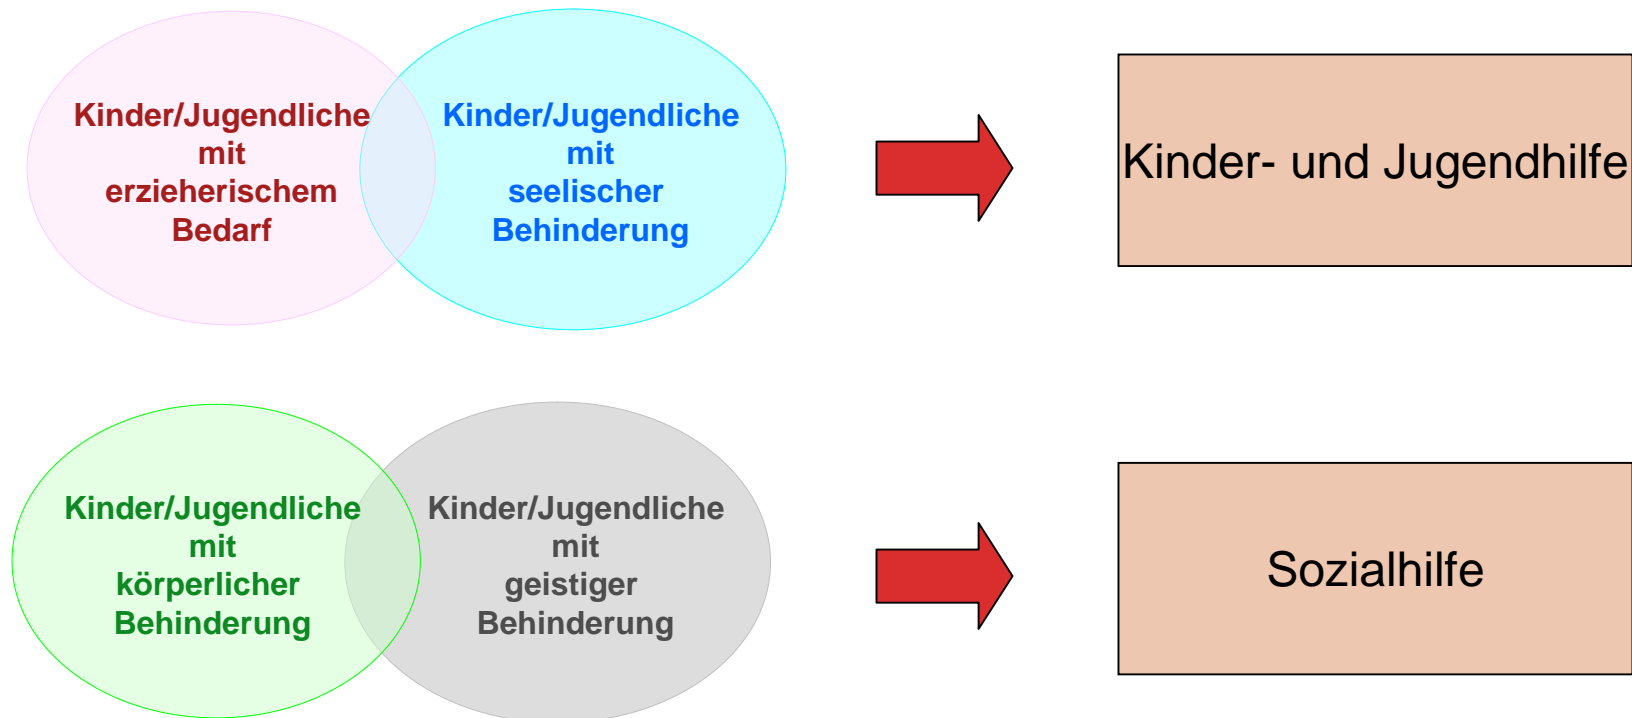 Kinder/Jugendliche
mit
erzieherischem
Bedarf
Kinder/Jugendliche
mit
seelischer
Behinderung
Kinder- und Jugendhilfe
Kinder/Jugendliche
mit
körperlicher
Behinderung
Kinder/Jugendliche
mit
geistiger
Behinderung
Sozialhilfe